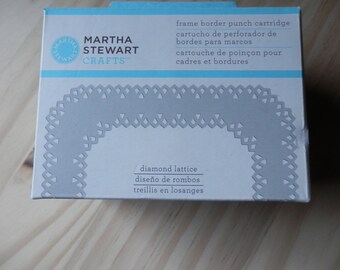 MARTHA
STEWART
CRAFTS™
frame border punch cartridge
cartucho de perforador de
bordes para marcos
cartouche de poinçon pour
cadres et bordures
diamond lattice
diseño de rombos
treillis en losanges